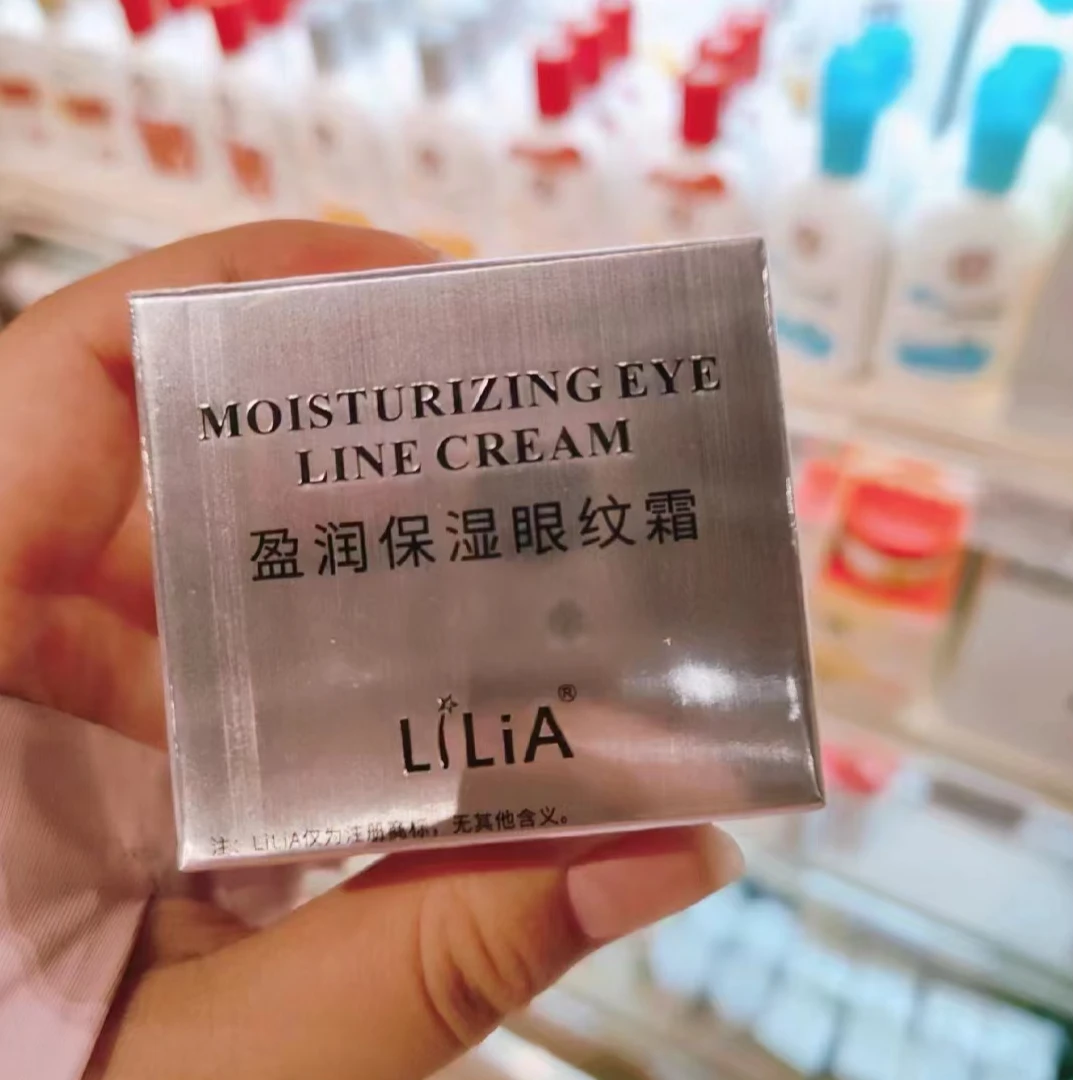 MOISTURIZING EYE
LINE CREAM
盈润保湿眼纹霜
LiLiA®
注：LiLiA仅为注册商标，无其他含义。